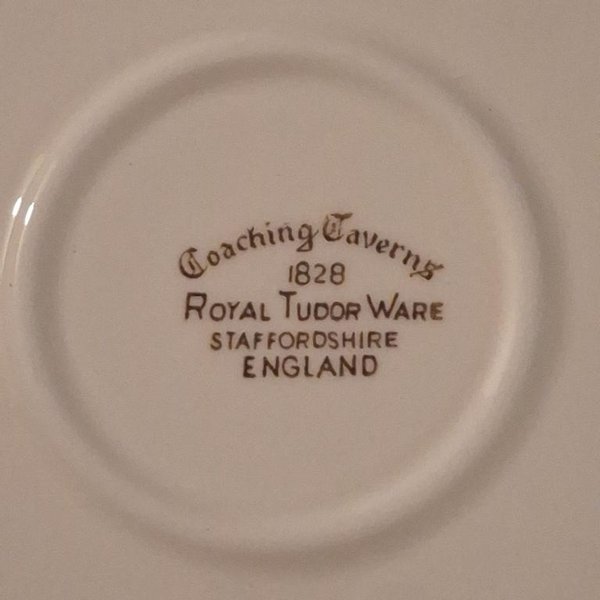 Coaching Taverns
1828
ROYAL TUDOR WARE
STAFFORDSHIRE
ENGLAND